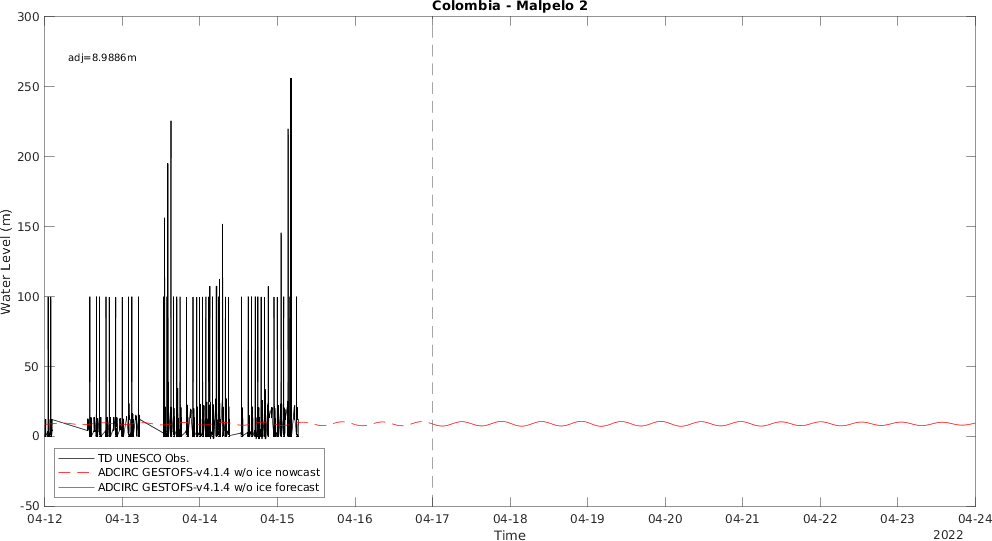 Colombia - Malpelo 2
adj=8.9886m
Water Level (m)
300
250
200
150
100
50
0
-50
TD UNESCO Obs.
ADCIRC GESTOFS-v4.1.4 w/o ice nowcast
ADCIRC GESTOFS-v4.1.4 w/o ice forecast
04-12 04-13 04-14 04-15 04-16 04-17 04-18 04-19 04-20 04-21 04-22 04-23 04-24
Time
2022